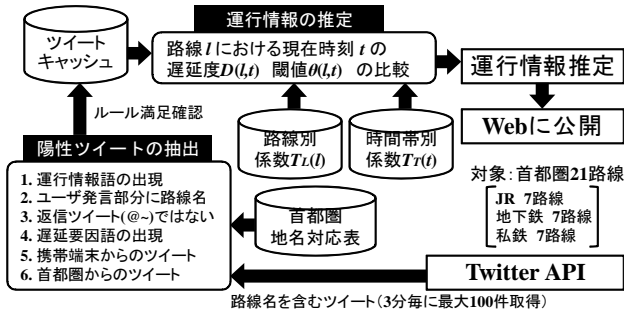 ツイート
キャッシュ
運行情報の推定
路線 l における現在時刻 t の
遅延度D(l,t) 閾値θ(l,t) の比較
運行情報推定
Webに公開
ルール満足確認
路線別
係数TL(l)
時間帯別
係数TT(t)
陽性ツイートの抽出
1. 運行情報語の出現
2. ユーザ発言部分に路線名
3. 返信ツイート(@~)ではない
4. 遅延要因語の出現
5. 携帯端末からのツイート
6. 首都圏からのツイート
首都圏
地名対応表
対象：首都圏21路線
JR 7路線
地下鉄 7路線
私鉄 7路線
Twitter API
路線名を含むツイート（3分毎に最大100件取得）